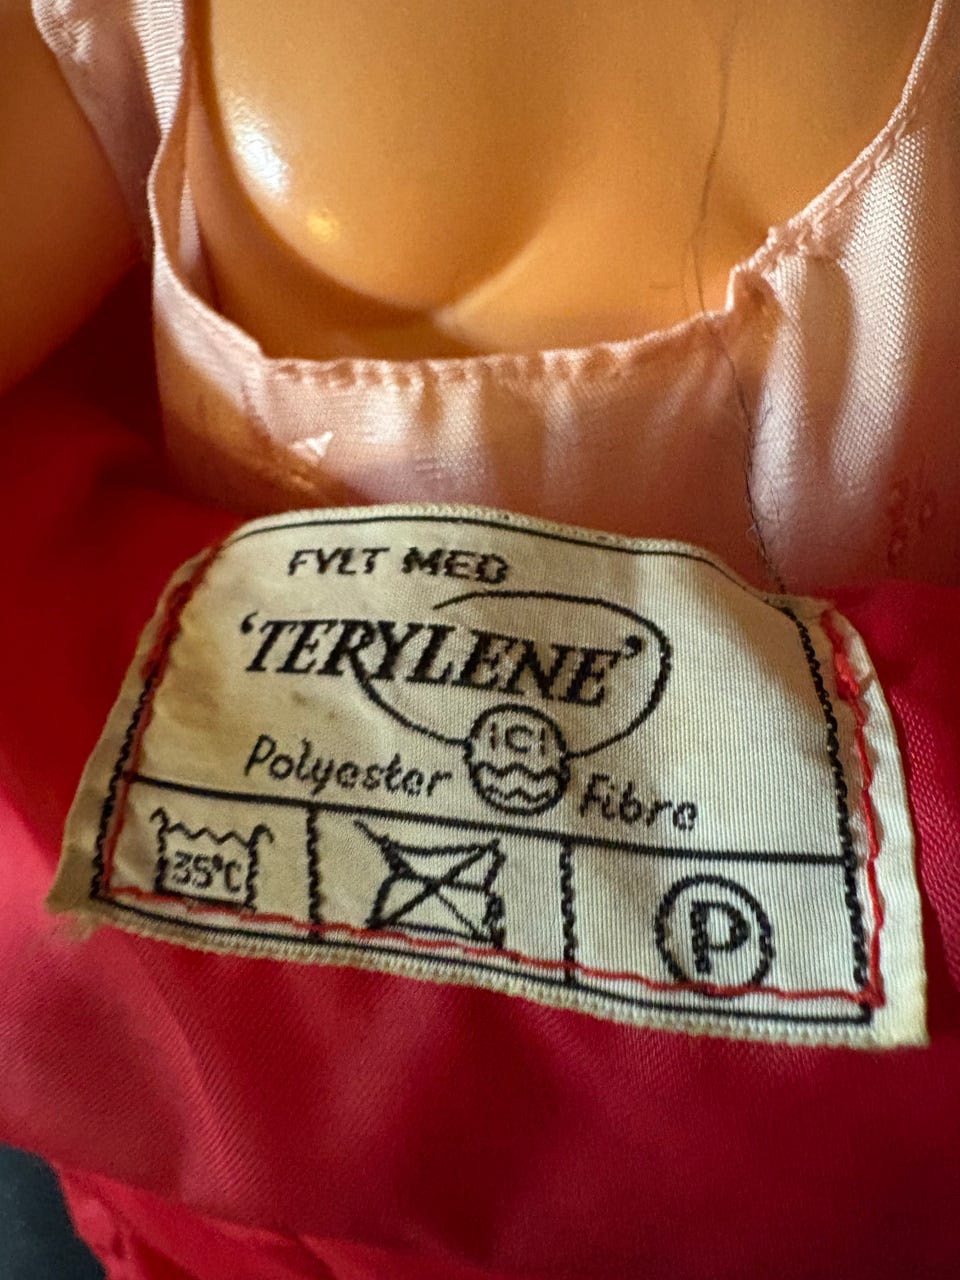 FYLT MED
'TERYLENE'
ICI
Polyester Fibre
35°C
P